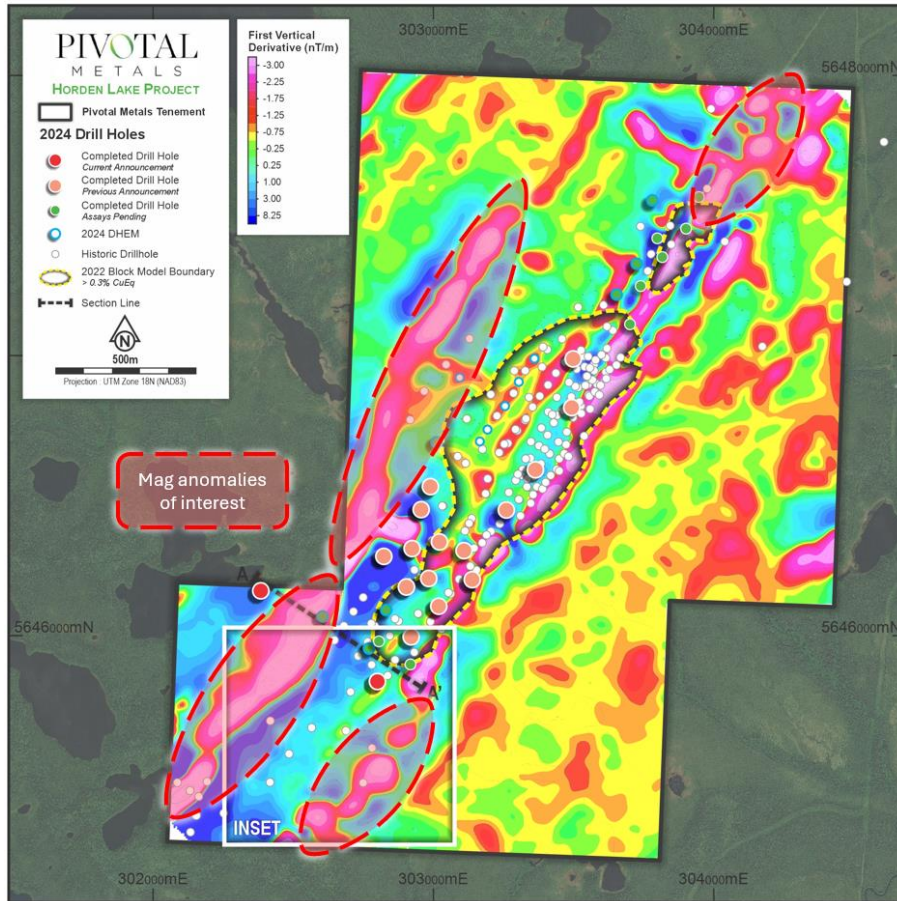 PIVOTAL
METALS
HORDEN LAKE PROJECT
Pivotal Metals Tenement
2024 Drill Holes
Completed Drill Hole
Current Announcement
Completed Drill Hole
Previous Announcement
Completed Drill Hole
Assays Pending
2024 DHEM
Historic Drillhole
2022 Block Model Boundary
> 0.3% CuEq
Section Line
N
500m
Projection : UTM Zone 18N (NAD83)
First Vertical
Derivative (nT/m)
-3.00
-2.25
-1.75
-1.25
-0.75
-0.25
0.25
1.00
3.00
8.25
303000mE
304000mE
5648000mN
Mag anomalies
of interest
A
5646000mN
5646000mN
A'
INSET
302000mE
303000mE
304000mE